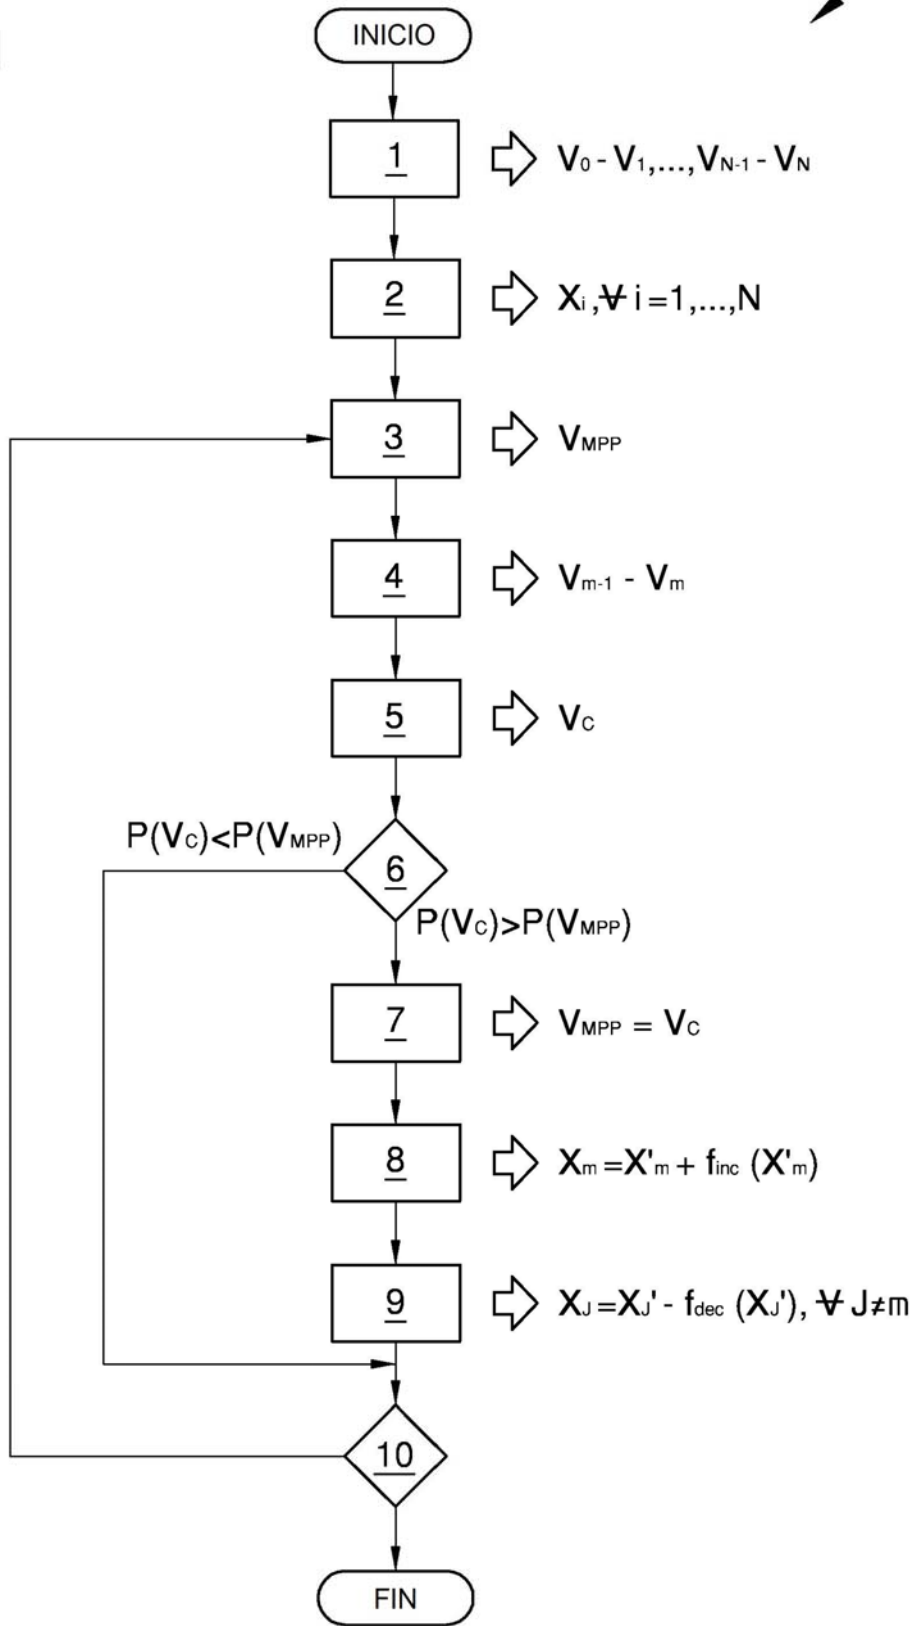 INICIO
1 V0 - V1,...,VN-1 - VN
2 Xi,∀ i=1,...,N
3 VMPP
4 Vm-1 - Vm
5 VC
P(VC)<P(VMPP)
6
P(VC)>P(VMPP)
7 VMPP = VC
8 Xm=X'm + finc (X'm)
9 XJ=XJ' - fdec (XJ'), ∀ J≠m
10
FIN